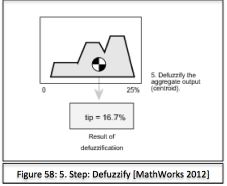 0
25%
5. Defuzzify the
aggregate output
(centroid).
tip = 16.7%
Result of
defuzzification
Figure 58: 5. Step: Defuzzify [MathWorks 2012]